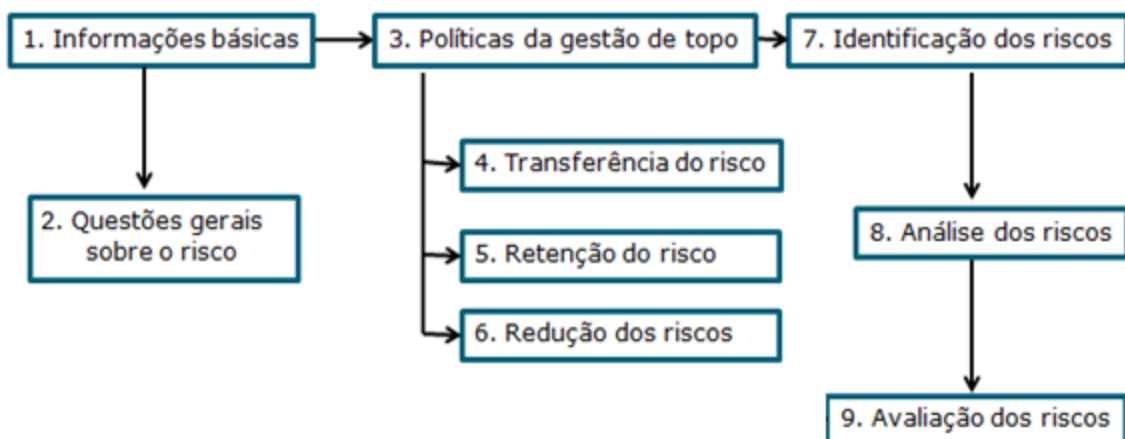 1. Informações básicas
3. Políticas da gestão de topo
7. Identificação dos riscos
4. Transferência do risco
2. Questões gerais
sobre o risco
8. Análise dos riscos
5. Retenção do risco
6. Redução dos riscos
9. Avaliação dos riscos